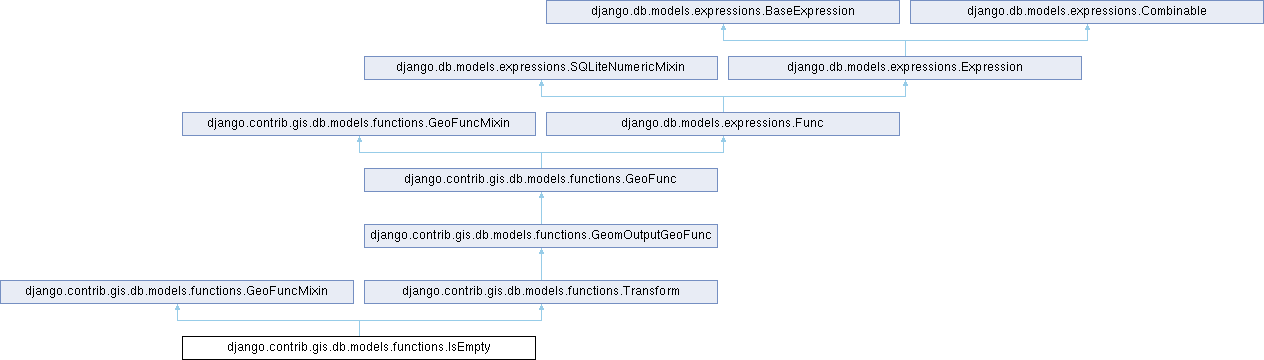 django.db.models.expressions.BaseExpression
django.db.models.expressions.Combinable
django.db.models.expressions.SQLiteNumericMixin
django.db.models.expressions.Expression
django.contrib.gis.db.models.functions.GeoFuncMixin
django.db.models.expressions.Func
django.contrib.gis.db.models.functions.GeoFunc
django.contrib.gis.db.models.functions.GeomOutputGeoFunc
django.contrib.gis.db.models.functions.GeoFuncMixin
django.contrib.gis.db.models.functions.Transform
django.contrib.gis.db.models.functions.IsEmpty